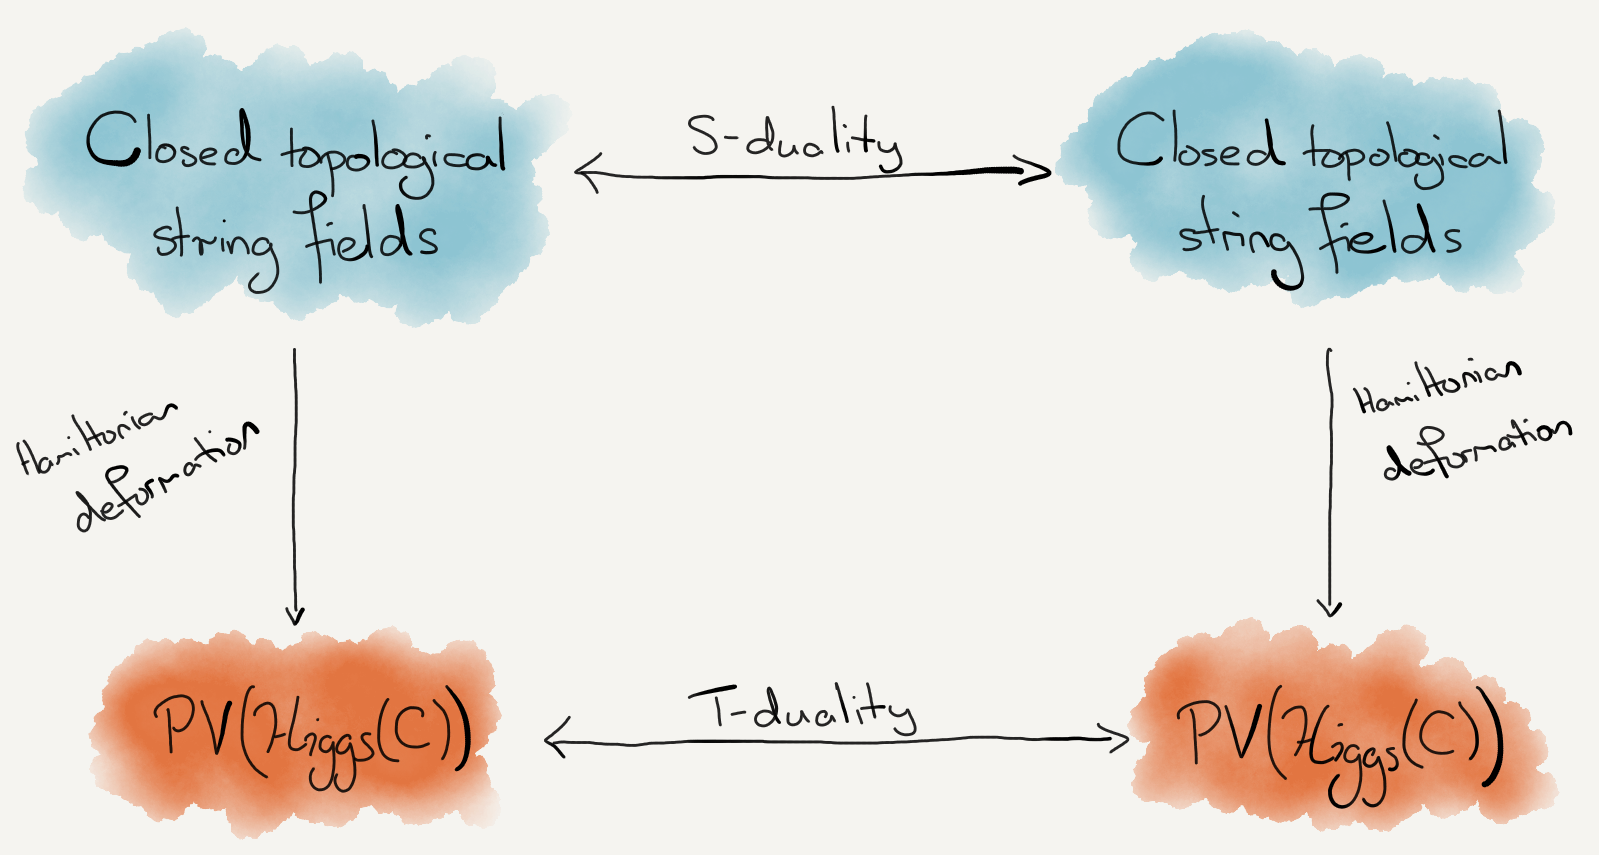 Closed topological
string fields
S-duality
Closed topological
string fields
Hamiltonian
deformation
Hamiltonian
deformation
PV(Higgs(C))
T-duality
PV(Higgs(C))